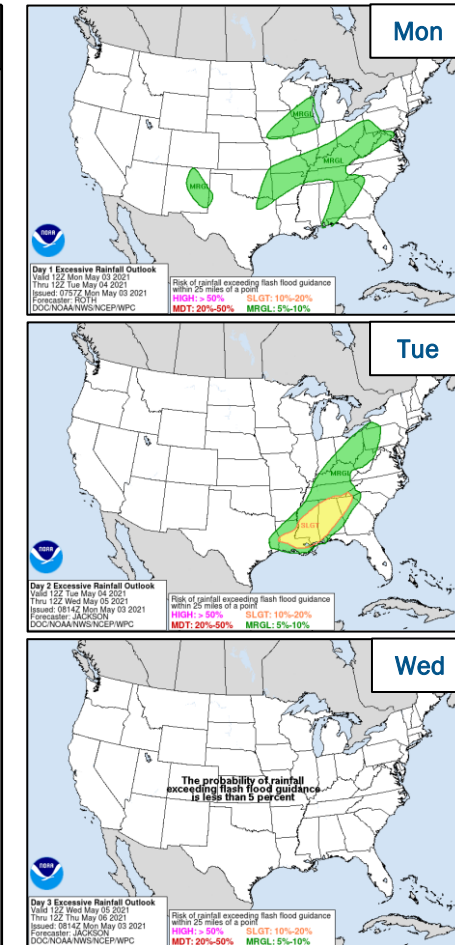 Mon
MRGL
MRGL
MRGL
NOAA
Day 1 Excessive Rainfall Outlook
Valid 12Z Mon May 03 2021
Thru 12Z Tue May 04 2021
Issued: 0757Z Mon May 03 2021
Forecaster: ROTH
DOC/NOAA/NWS/NCEP/WPC
Risk of rainfall exceeding flash flood guidance
within 25 miles of a point
HIGH: > 50% SLGT: 10%-20%
MDT: 20%-50% MRGL: 5%-10%
Tue
MRGL
SLGT
NOAA
Day 2 Excessive Rainfall Outlook
Valid 12Z Tue May 04 2021
Thru 12Z Wed May 05 2021
Issued: 0814Z Mon May 03 2021
Forecaster: JACKSON
DOC/NOAA/NWS/NCEP/WPC
Risk of rainfall exceeding flash flood guidance
within 25 miles of a point
HIGH: > 50% SLGT: 10%-20%
MDT: 20%-50% MRGL: 5%-10%
Wed
The probability of rainfall
exceeding flash flood guidance
is less than 5 percent
NOAA
Day 3 Excessive Rainfall Outlook
Valid 12Z Wed May 05 2021
Thru 12Z Thu May 06 2021
Issued: 0814Z Mon May 03 2021
Forecaster: JACKSON
DOC/NOAA/NWS/NCEP/WPC
Risk of rainfall exceeding flash flood guidance
within 25 miles of a point
HIGH: > 50% SLGT: 10%-20%
MDT: 20%-50% MRGL: 5%-10%